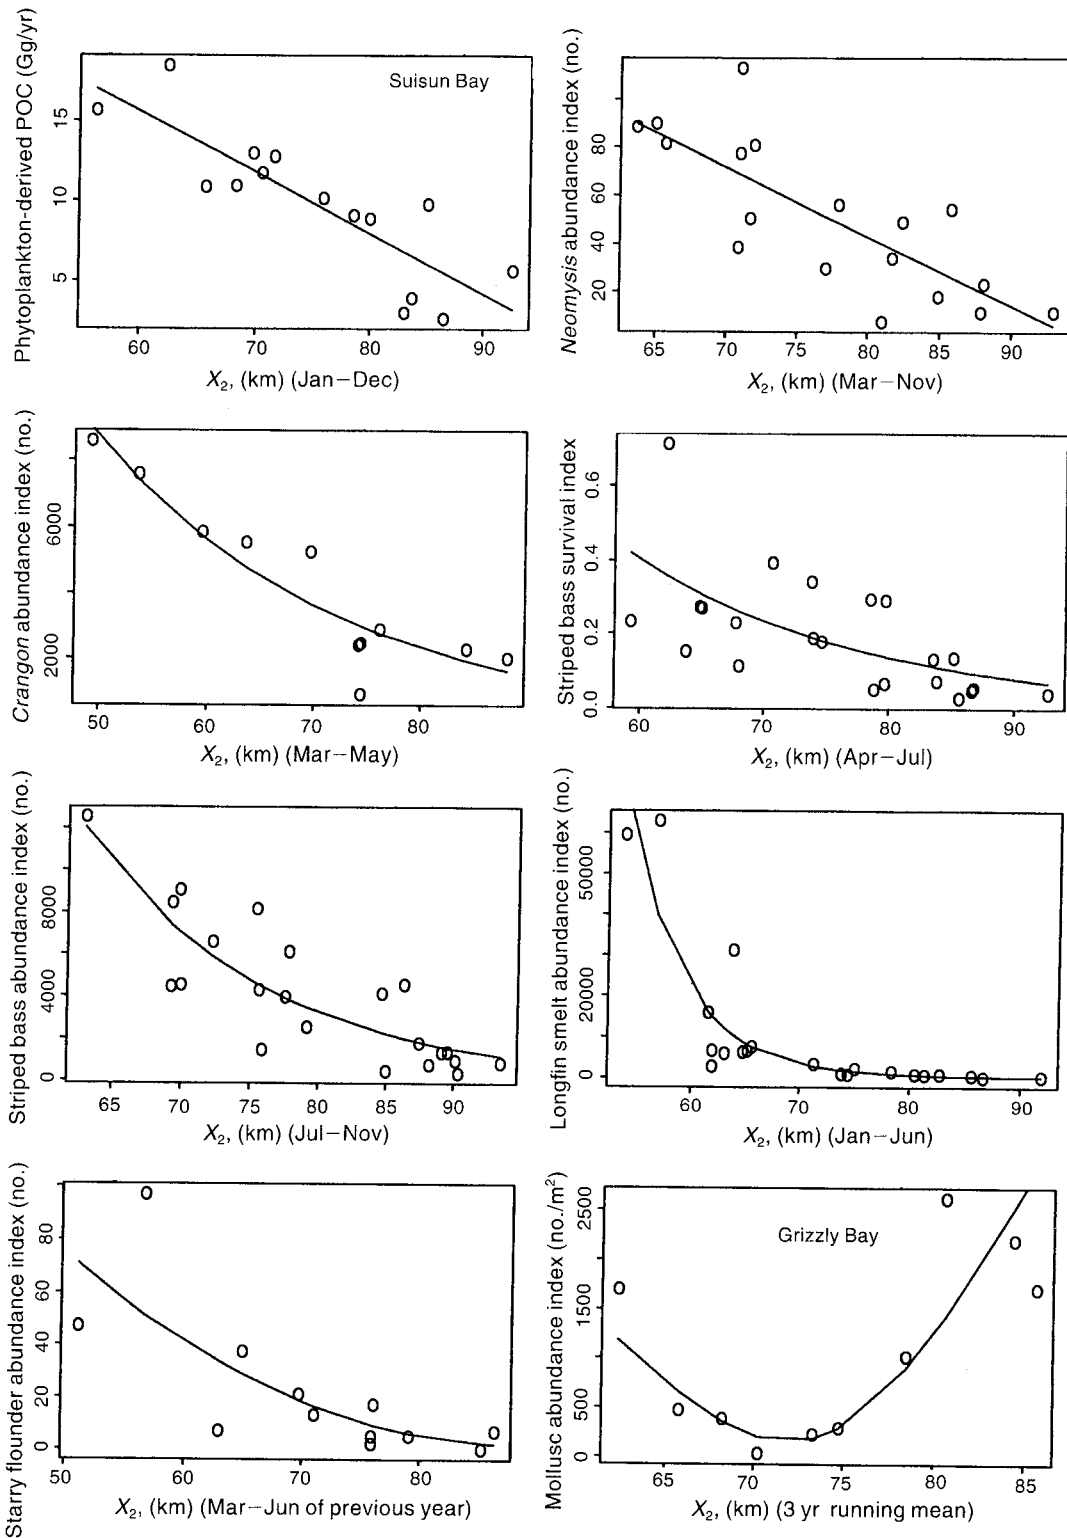 Phytoplankton-derived POC (Gg/yr)
15
10
5
Suisun Bay
60 70 80 90
X₂, (km) (Jan–Dec)
Neomysis abundance index (no.)
80
60
40
20
65 70 75 80 85 90
X₂, (km) (Mar–Nov)
Crangon abundance index (no.)
6000
2000
50 60 70 80
X₂, (km) (Mar–May)
Striped bass survival index
0.6
0.4
0.2
0.0
60 70 80 90
X₂, (km) (Apr–Jul)
Striped bass abundance index (no.)
8000
4000
0
65 70 75 80 85 90
X₂, (km) (Jul–Nov)
Longfin smelt abundance index (no.)
50000
20000
0
60 70 80 90
X₂, (km) (Jan–Jun)
Starry flounder abundance index (no.)
80
60
40
20
0
50 60 70 80
X₂, (km) (Mar–Jun of previous year)
Mollusc abundance index (no./m²)
2500
1500
500
0
Grizzly Bay
65 70 75 80 85
X₂, (km) (3 yr running mean)